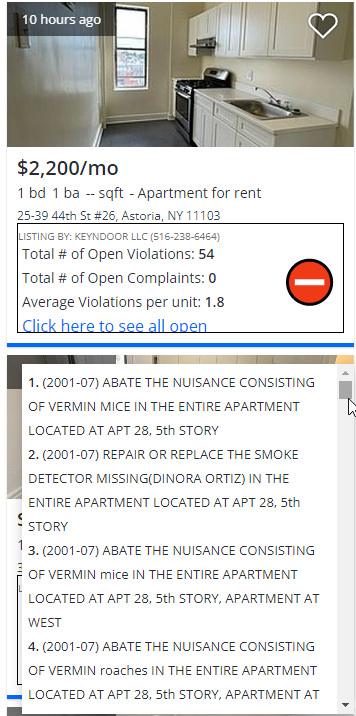 10 hours ago
$2,200/mo
1 bd 1 ba -- sqft - Apartment for rent
25-39 44th St #26, Astoria, NY 11103
LISTING BY: KEYNDOOR LLC (516-238-6464)
Total # of Open Violations: 54
Total # of Open Complaints: 0
Average Violations per unit: 1.8
Click here to see all open
1. (2001-07) ABATE THE NUISANCE CONSISTING
OF VERMIN MICE IN THE ENTIRE APARTMENT
LOCATED AT APT 28, 5th STORY
2. (2001-07) REPAIR OR REPLACE THE SMOKE
DETECTOR MISSING(DINORA ORTIZ) IN THE
ENTIRE APARTMENT LOCATED AT APT 28, 5th
STORY
3. (2001-07) ABATE THE NUISANCE CONSISTING
OF VERMIN mice IN THE ENTIRE APARTMENT
LOCATED AT APT 28, 5th STORY, APARTMENT AT
WEST
4. (2001-07) ABATE THE NUISANCE CONSISTING
OF VERMIN roaches IN THE ENTIRE APARTMENT
LOCATED AT APT 28, 5th STORY, APARTMENT AT